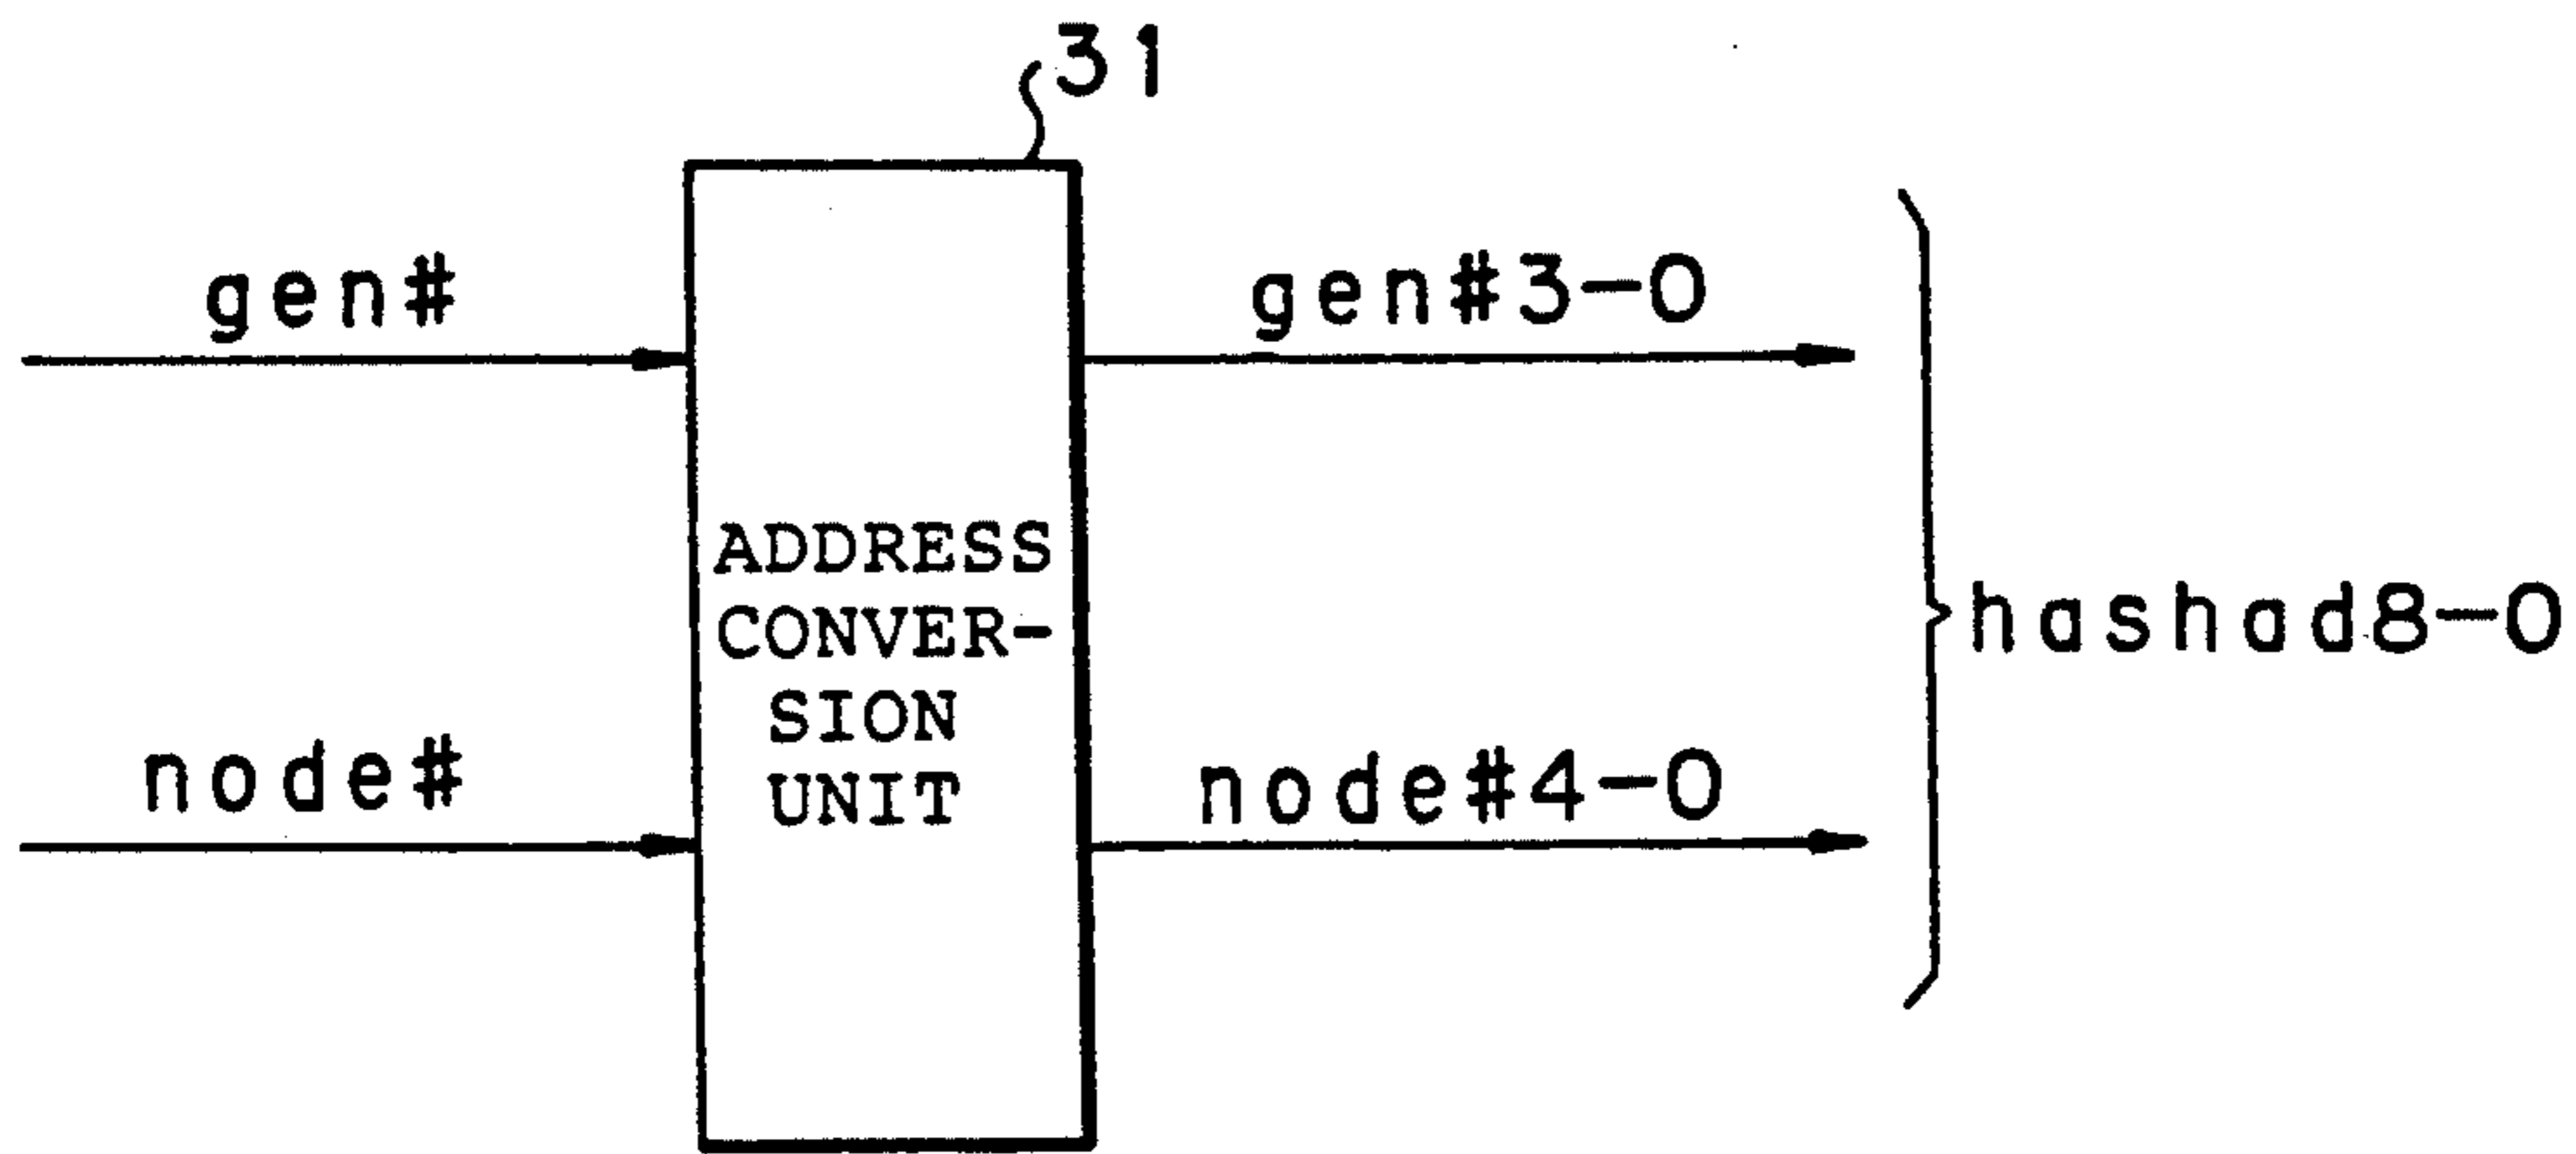 31
gen#
gen#3-0
ADDRESS
CONVER-
SION
UNIT
hashad8-0
node#
node#4-0